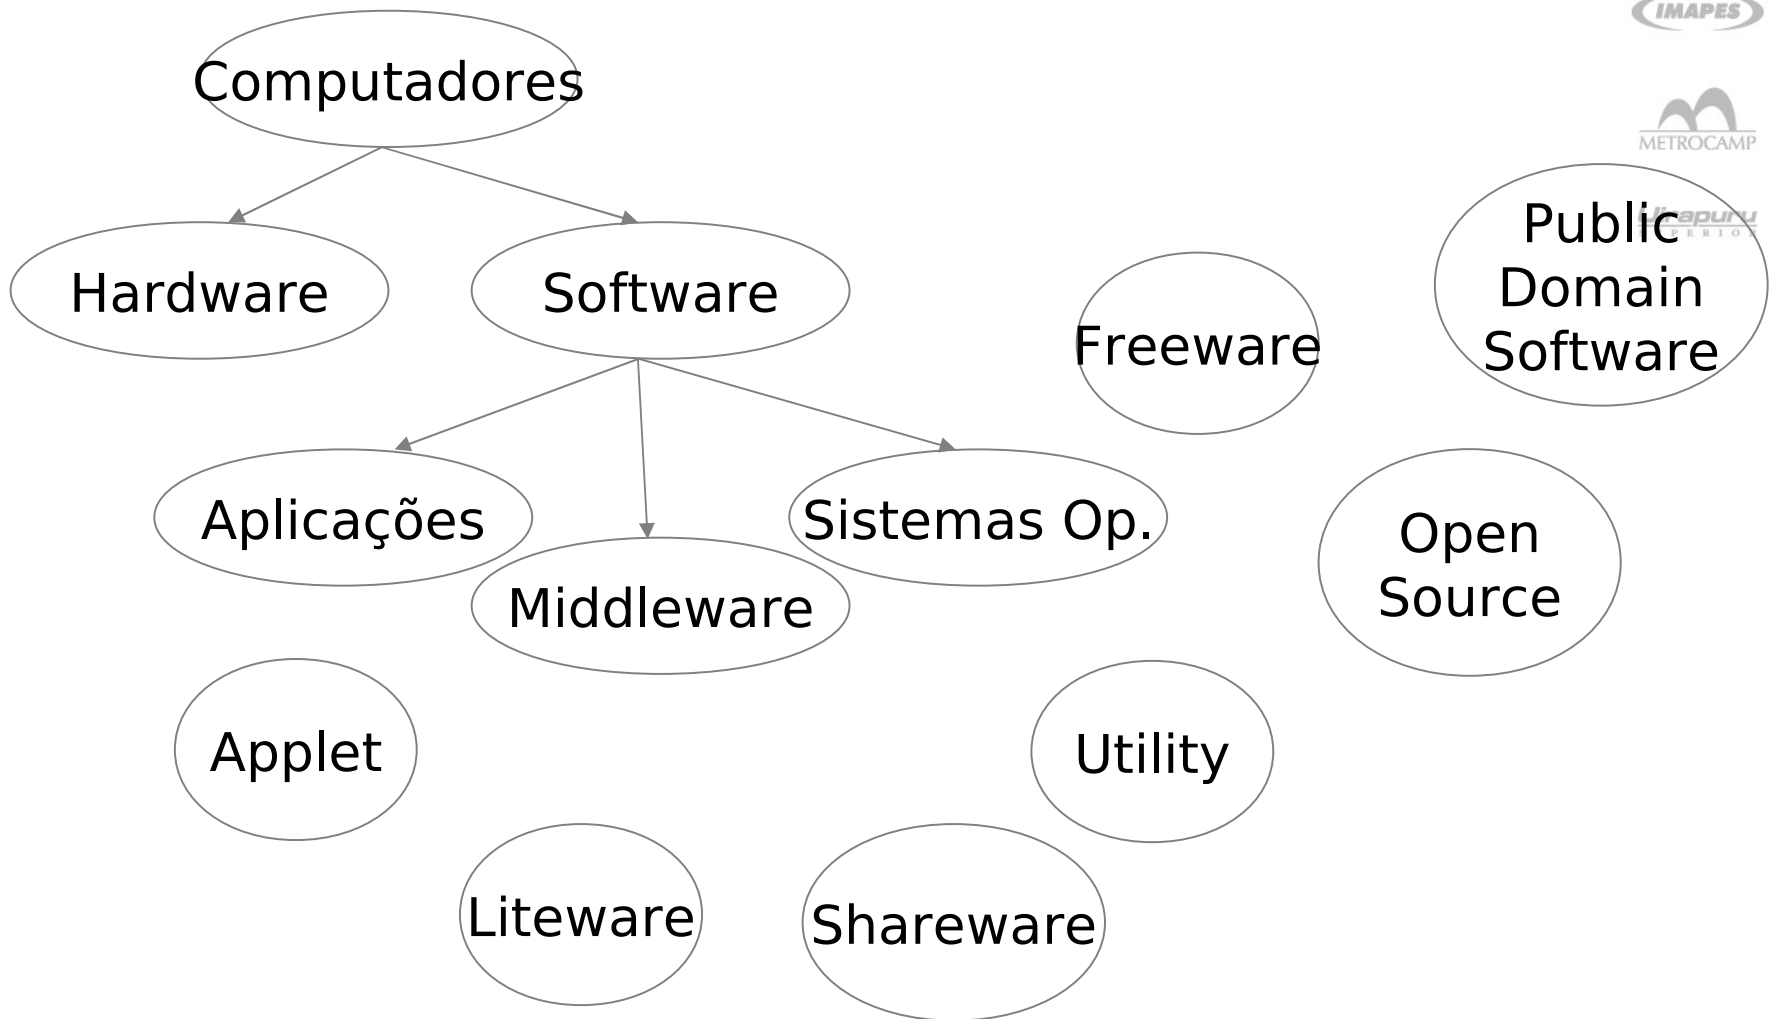 IMAPES
Computadores
METROCAMP
Hardware
Software
Freeware
Public
Domain
Software
Aplicações
Middleware
Sistemas Op.
Open
Source
Applet
Utility
Liteware
Shareware